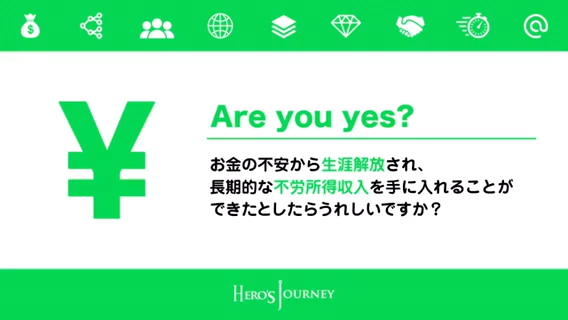 $
@
¥
Are you yes?
お金の不安から生涯解放され、
長期的な不労所得収入を手に入れることが
できたとしたらうれしいですか？
HERO'S JOURNEY